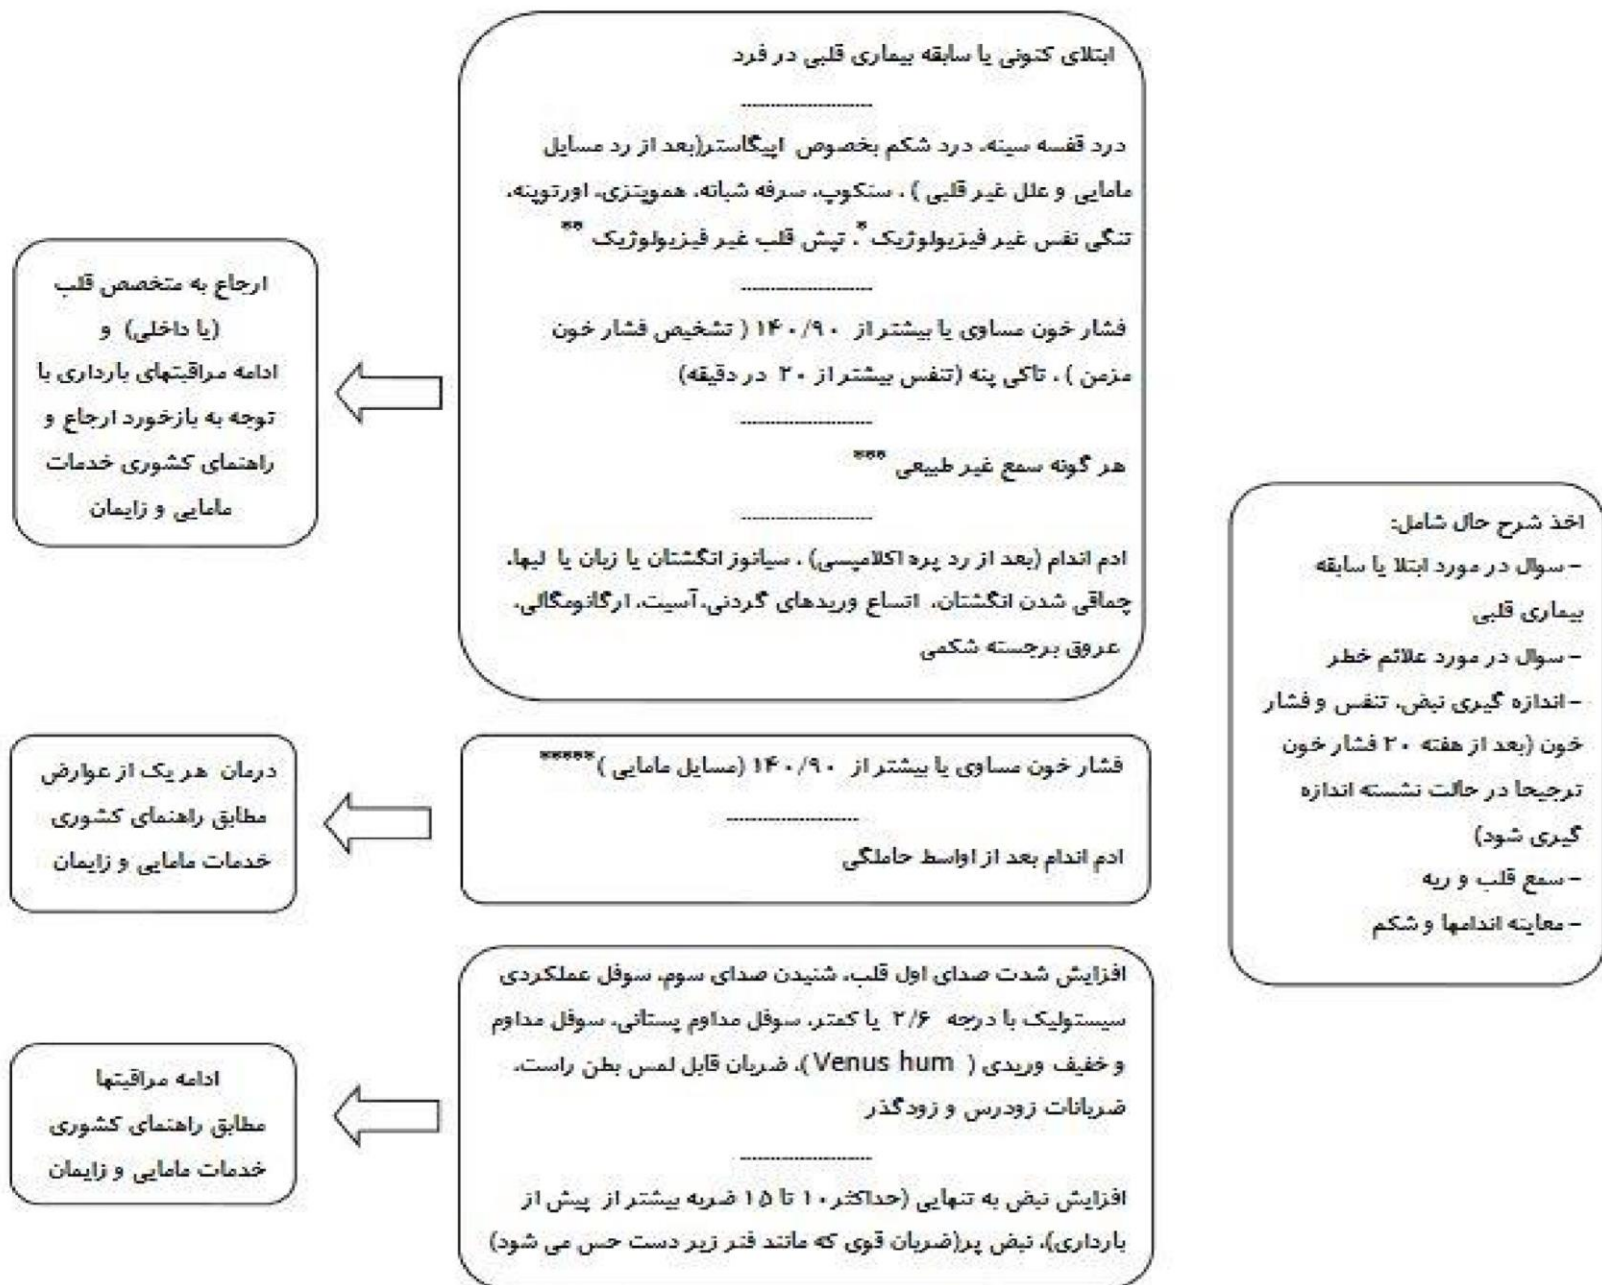 اخذ شرح حال شامل:
- سوال در مورد ابتلا یا سابقه
بیماری قلبی
- سوال در مورد علائم خطر
- اندازه گیری نبض، تنفس و فشار
خون (بعد از هفته ۲۰ فشار خون
ترجیحا در حالت نشسته اندازه
گیری شود)
- سمع قلب و ریه
- معاینه اندامها و شکم
ابتلای کنونی یا سابقه بیماری قلبی در فرد
درد قفسه سینه، درد شکم بخصوص اپیگاستر(بعد از رد مسایل
مامایی و علل غیر قلبی ) ، سنکوپ، سرفه شبانه، هموپتزی، اورتوپنه،
تنگی نفس غیر فیزیولوژیک*، تپش قلب غیر فیزیولوژیک **
فشار خون مساوی یا بیشتر از ۱۴۰/۹۰ ( تشخیص فشار خون
مزمن ) ، تاکی پنه (تنفس بیشتر از ۲۰ در دقیقه)
هر گونه سمع غیر طبیعی ***
ادم اندام (بعد از رد پره اکلامپسی) ، سیانوز انگشتان یا زبان یا لبها،
چماقی شدن انگشتان، اتساع وریدهای گردنی، آسیت، ارگانومگالی،
عروق برجسته شکمی
ارجاع به متخصص قلب
(یا داخلی) و
ادامه مراقبتهای بارداری با
توجه به بازخورد ارجاع و
راهنمای کشوری خدمات
مامایی و زایمان
فشار خون مساوی یا بیشتر از ۱۴۰/۹۰ (مسایل مامایی )*****
ادم اندام بعد از اواسط حاملگی
درمان هر یک از عوارض
مطابق راهنمای کشوری
خدمات مامایی و زایمان
افزایش شدت صدای اول قلب، شنیدن صدای سوم، سوفل عملکردی
سیستولیک با درجه ۲/۶ یا کمتر، سوفل مداوم پستانی، سوفل مداوم
و خفیف وریدی ( Venus hum )، ضربان قابل لمس بطن راست،
ضربانات زودرس و زودگذر
افزایش نبض به تنهایی (حداکثر ۱۰ تا ۱۵ ضربه بیشتر از پیش از
بارداری)، نبض پر(ضربان قوی که مانند فنر زیر دست حس می شود)
ادامه مراقبتها
مطابق راهنمای کشوری
خدمات مامایی و زایمان